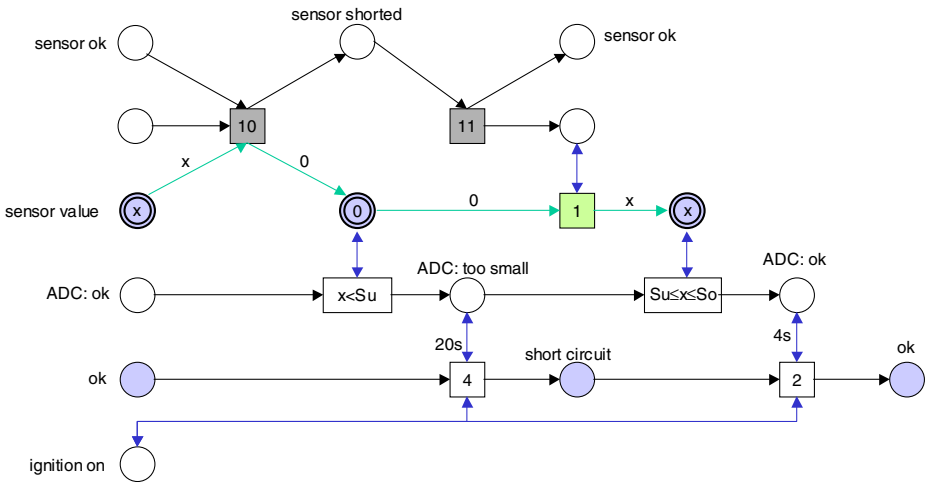 sensor shorted
sensor ok
sensor ok
10
11
x
0
sensor value
x
0
0
1
x
x
ADC: ok
x<Su
ADC: too small
Su≤x≤So
ADC: ok
20s
4s
ok
4
short circuit
2
ok
ignition on